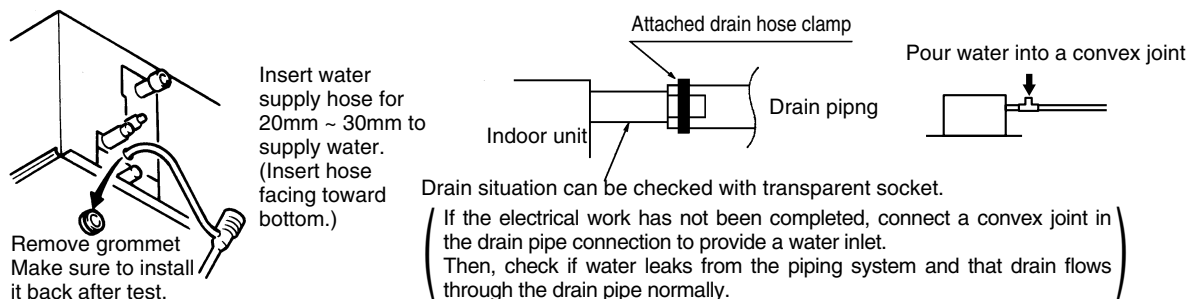 Insert water
supply hose for
20mm ~ 30mm to
supply water.
(Insert hose
facing toward
bottom.)
Remove grommet
Make sure to install
it back after test.
Attached drain hose clamp
Indoor unit
Drain pipng
Pour water into a convex joint
Drain situation can be checked with transparent socket.
If the electrical work has not been completed, connect a convex joint in
the drain pipe connection to provide a water inlet.
Then, check if water leaks from the piping system and that drain flows
through the drain pipe normally.